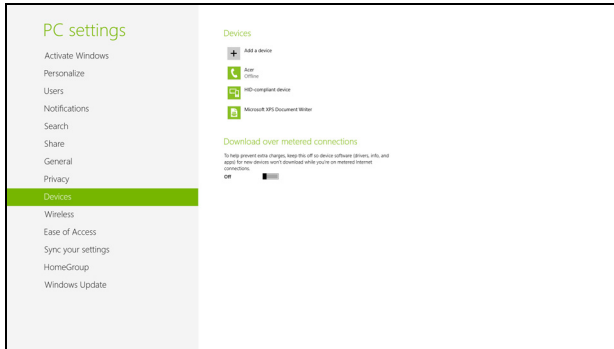 PC settings
Activate Windows
Personalize
Users
Notifications
Search
Share
General
Privacy
Devices
Wireless
Ease of Access
Sync your settings
HomeGroup
Windows Update
Devices
Add a device
Acer
Offline
HID-compliant device
Microsoft XPS Document Writer
Download over metered connections
To help prevent extra charges, keep this off so device software (drivers, info, and
apps) for new devices won't download while you're on metered Internet
connections.
Off